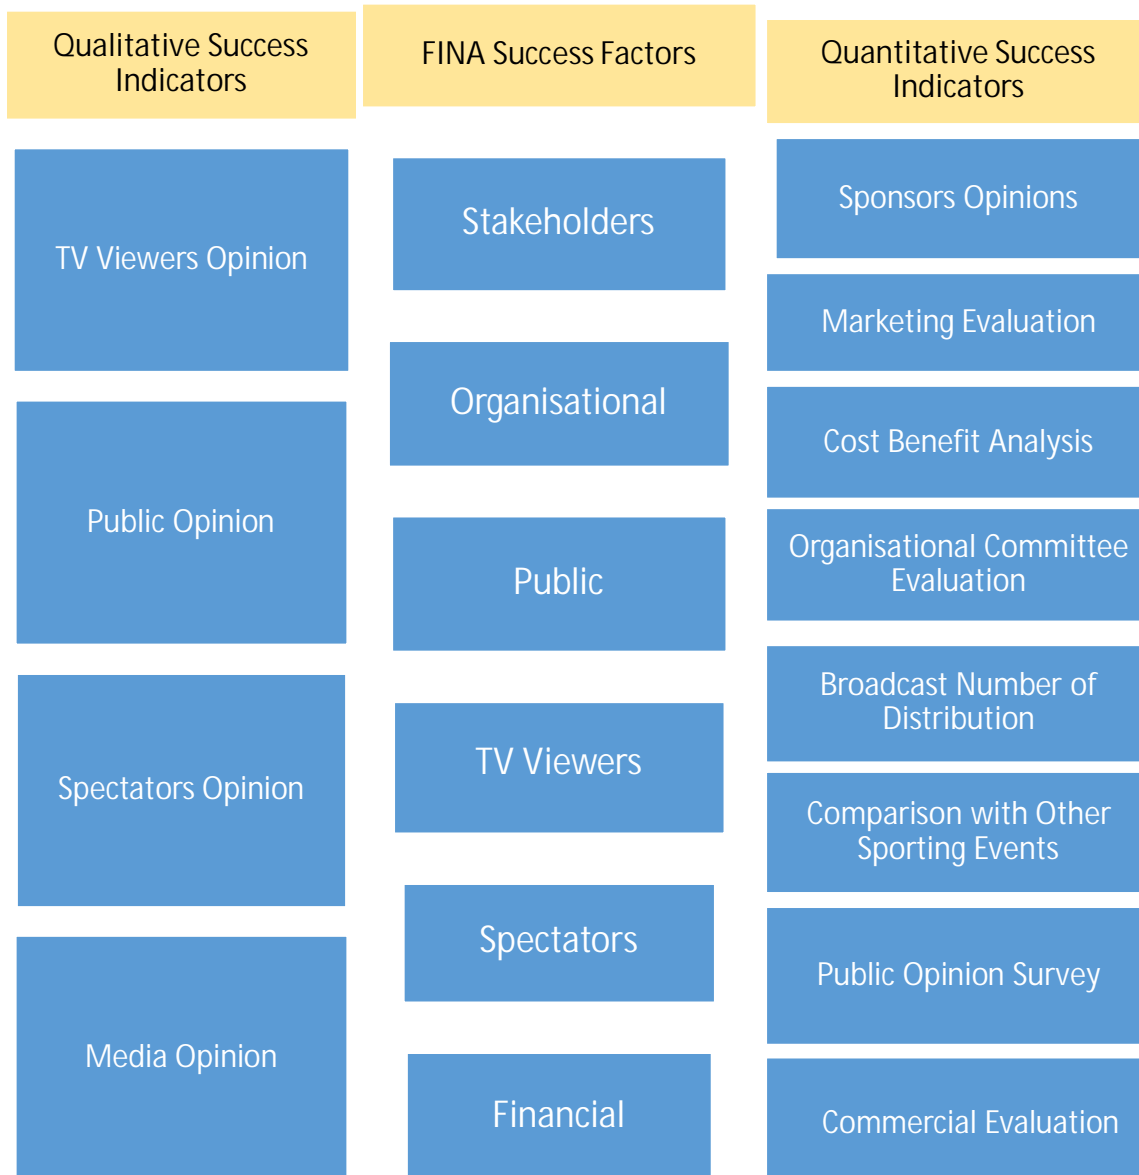 Qualitative Success
Indicators
TV Viewers Opinion
Public Opinion
Spectators Opinion
Media Opinion
FINA Success Factors
Stakeholders
Organisational
Public
TV Viewers
Spectators
Financial
Quantitative Success
Indicators
Sponsors Opinions
Marketing Evaluation
Cost Benefit Analysis
Organisational Committee
Evaluation
Broadcast Number of
Distribution
Comparison with Other
Sporting Events
Public Opinion Survey
Commercial Evaluation